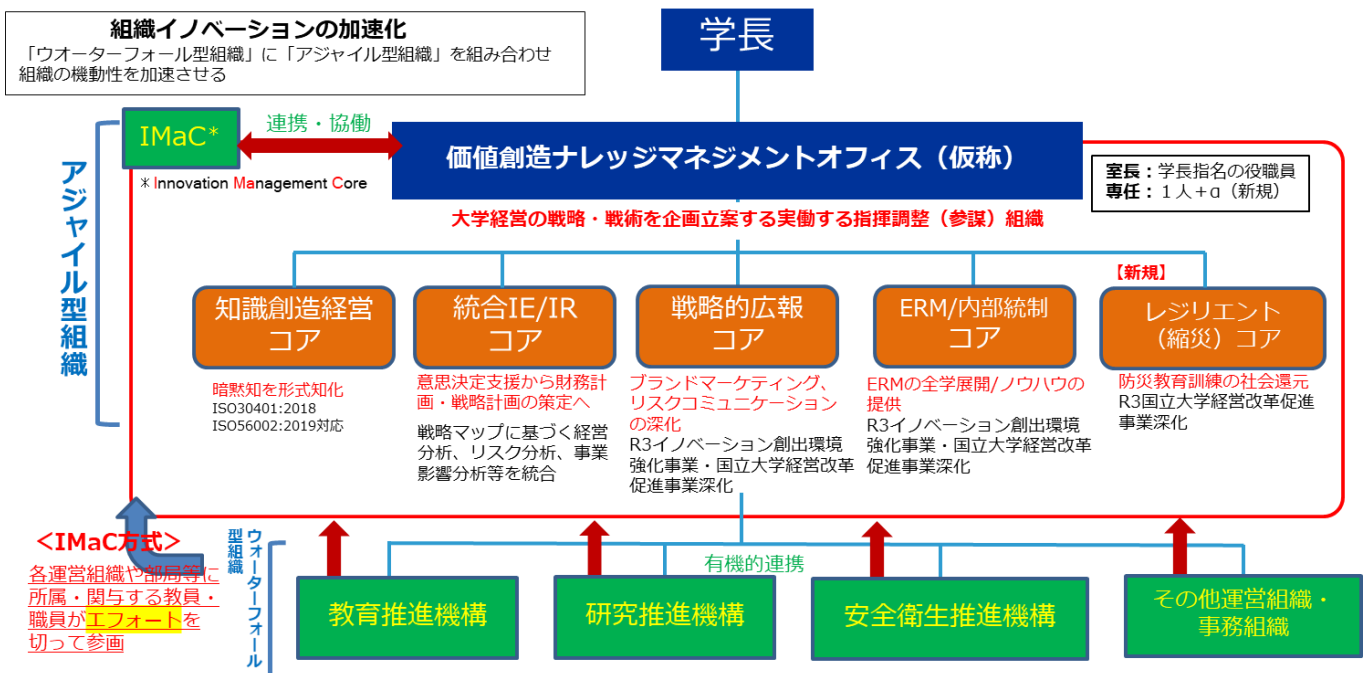 組織イノベーションの加速化
「ウオーターフォール型組織」に「アジャイル型組織」を組み合わせ
組織の機動性を加速させる
学長
IMaC*
連携・協働
価値創造ナレッジマネジメントオフィス（仮称）
＊Innovation Management Core
室長：学長指名の役職員
専任：１人＋α（新規）
大学経営の戦略・戦術を企画立案する実働する指揮調整（参謀）組織
アジャイル型組織
【新規】
知識創造経営
コア
統合IE/IR
コア
戦略的広報
コア
ERM/内部統制
コア
レジリエント
（縮災）コア
暗黙知を形式知化
ISO30401:2018
ISO56002:2019対応
意思決定支援から財務計
画・戦略計画の策定へ
戦略マップに基づく経営
分析、リスク分析、事業
影響分析等を統合
ブランドマーケティング、
リスクコミュニケーション
の深化
R3イノベーション創出環境
強化事業・国立大学経営改革
促進事業深化
ERMの全学展開/ノウハウの
提供
R3イノベーション創出環境
強化事業・国立大学経営改革
促進事業深化
防災教育訓練の社会還元
R3国立大学経営改革促進
事業深化
＜IMaC方式＞
各運営組織や部局等に
所属・関与する教員・
職員がエフォートを
切って参画
ウォーターフォール
型組織
有機的連携
教育推進機構
研究推進機構
安全衛生推進機構
その他運営組織・
事務組織